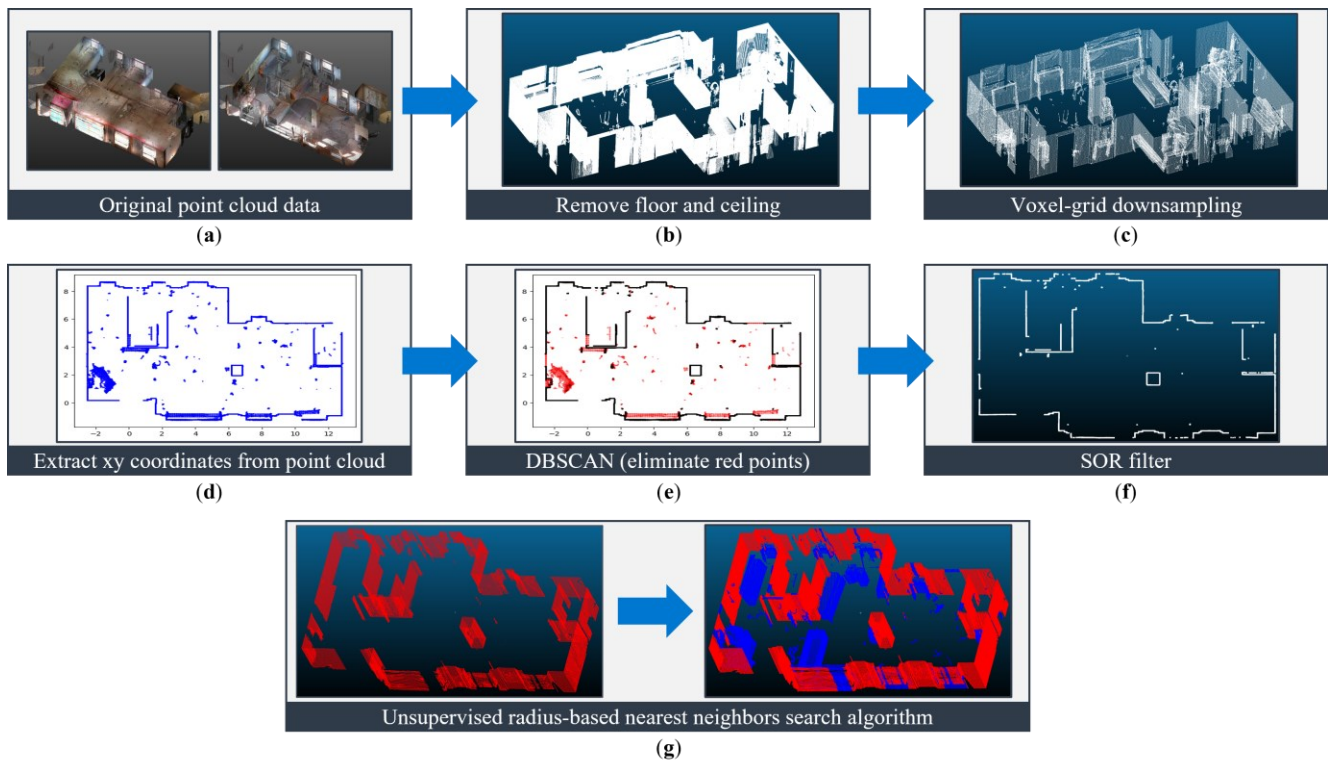 Original point cloud data
Remove floor and ceiling
Voxel-grid downsampling
(a)
(b)
(c)
8
6
4
2
0
−2 0 2 4 6 8 10 12
8
6
4
2
0
−2 0 2 4 6 8 10 12
Extract xy coordinates from point cloud
DBSCAN (eliminate red points)
SOR filter
(d)
(e)
(f)
Unsupervised radius-based nearest neighbors search algorithm
(g)